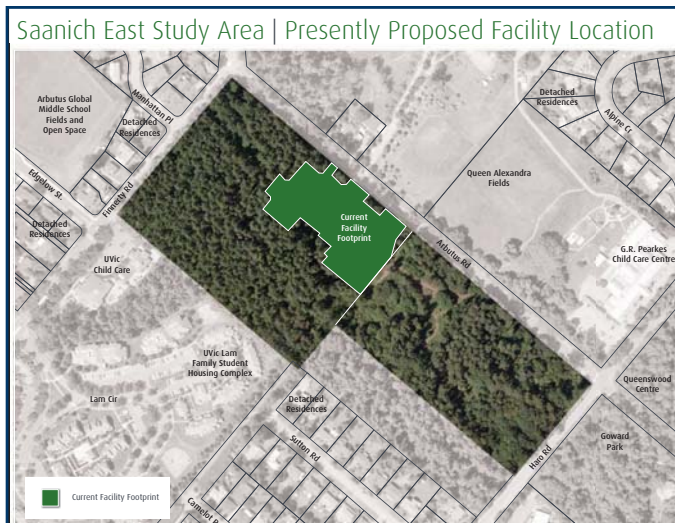 Saanich East Study Area | Presently Proposed Facility Location
Arbutus Global
Middle School
Fields and
Open Space
Manhattan Pl
Detached
Residences
Detached
Residences
Alpine Cr
Edgelow St.
Finnerty Rd
Queen Alexandra
Fields
Current
Facility
Footprint
Detached
Residences
Arbutus Rd
G.R. Pearkes
Child Care Centre
UVic
Child Care
UVic Lam
Family Student
Housing Complex
Lam Cir
Detached
Residences
Queenswood
Centre
Sutton Rd
Haro Rd
Goward
Park
Current Facility Footprint
Camelot